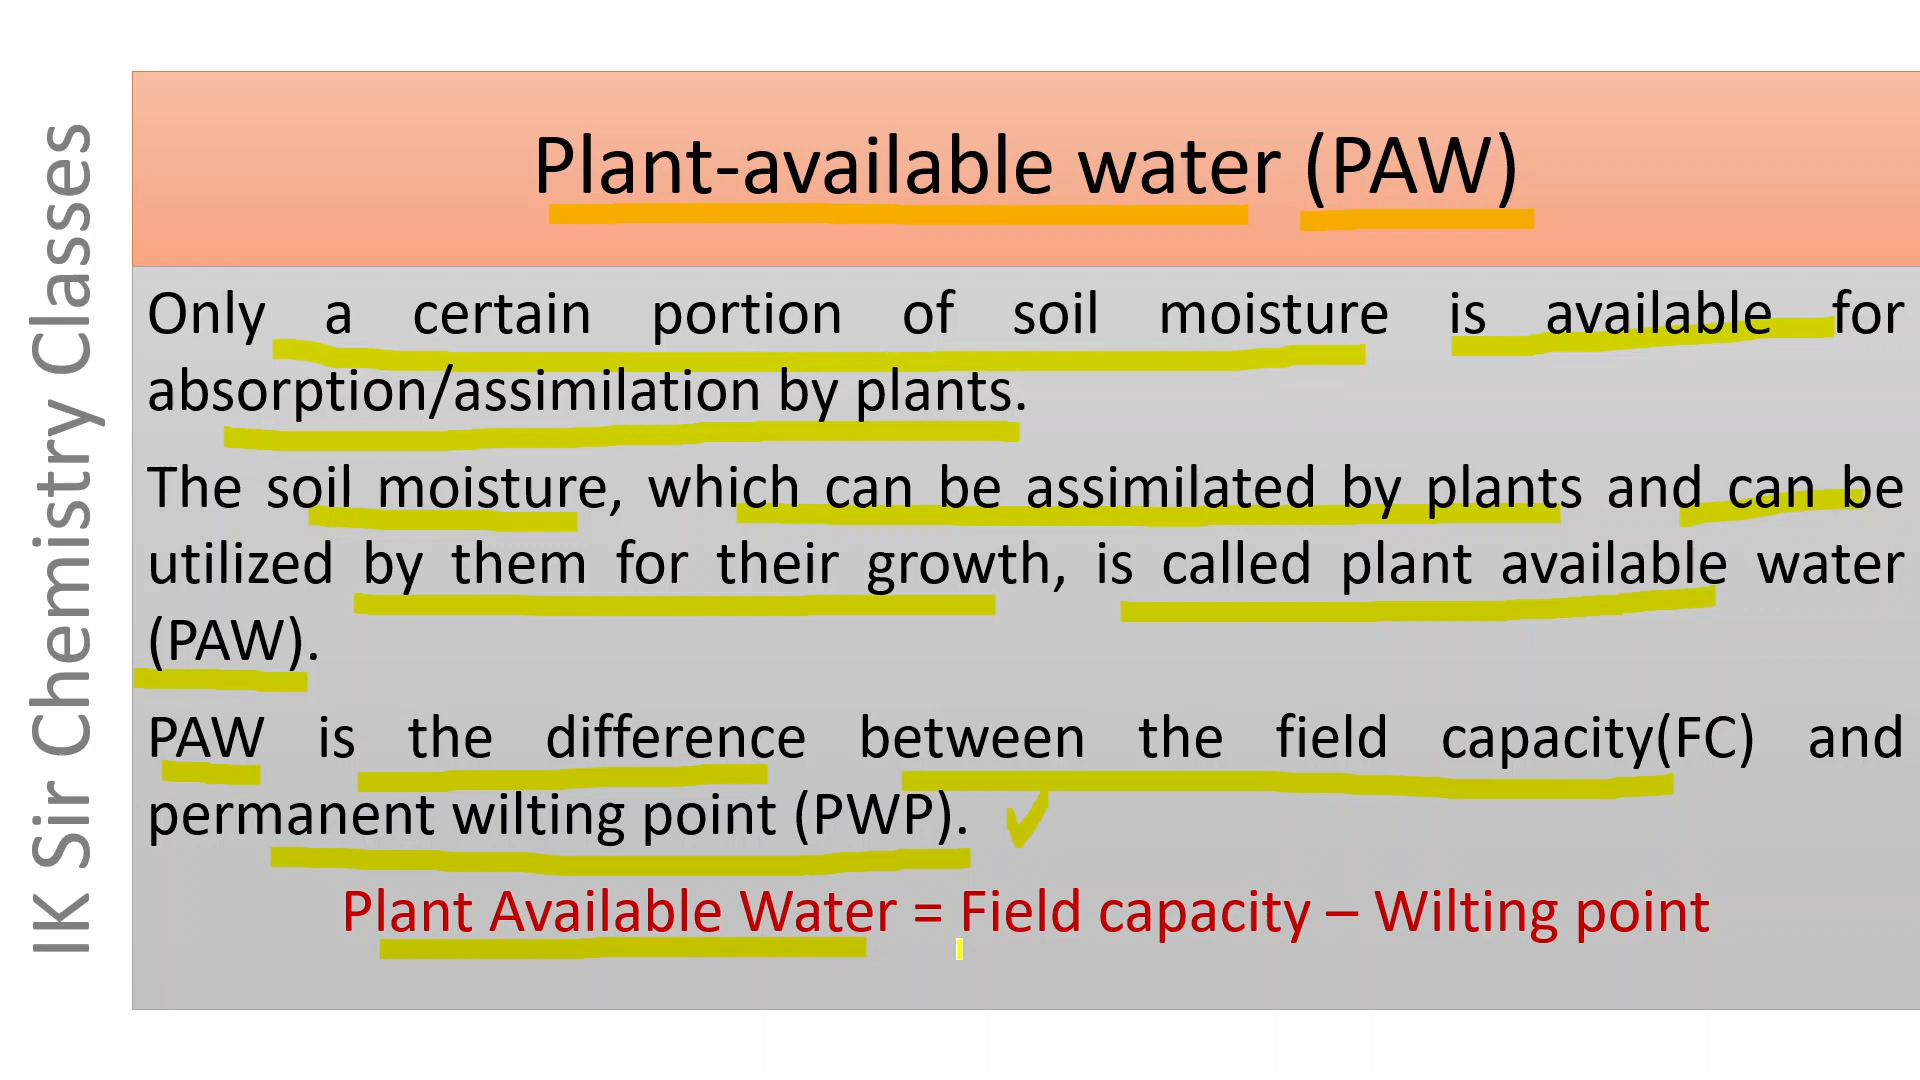 IK Sir Chemistry Classes
Plant-available water (PAW)
Only a certain portion of soil moisture is available for
absorption/assimilation by plants.
The soil moisture, which can be assimilated by plants and can be
utilized by them for their growth, is called plant available water
(PAW).
PAW is the difference between the field capacity(FC) and
permanent wilting point (PWP).
Plant Available Water = Field capacity – Wilting point